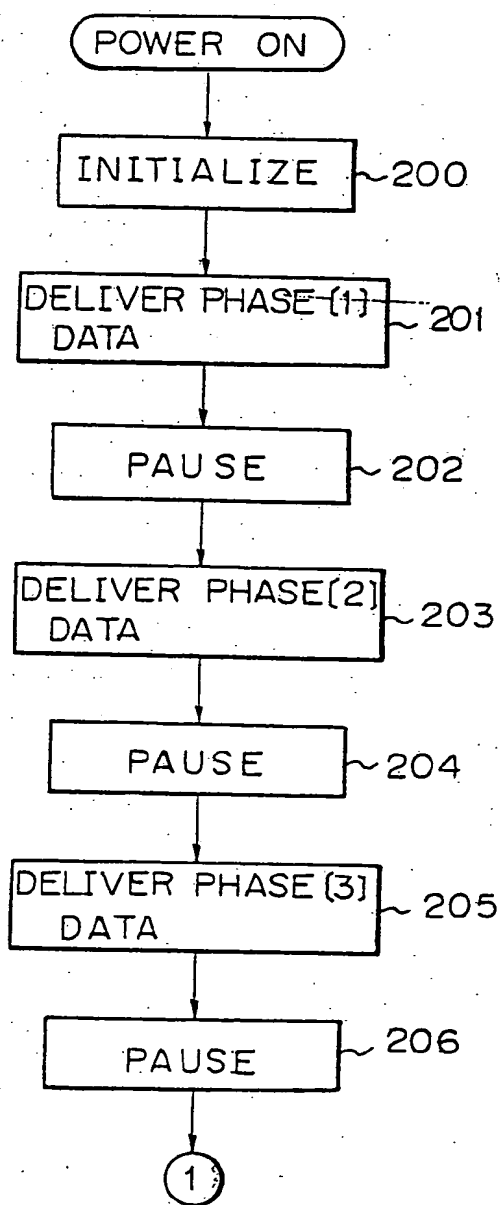 POWER ON
INITIALIZE 200
DELIVER PHASE [1]
DATA 201
PAUSE 202
DELIVER PHASE [2]
DATA 203
PAUSE 204
DELIVER PHASE [3]
DATA 205
PAUSE 206
1